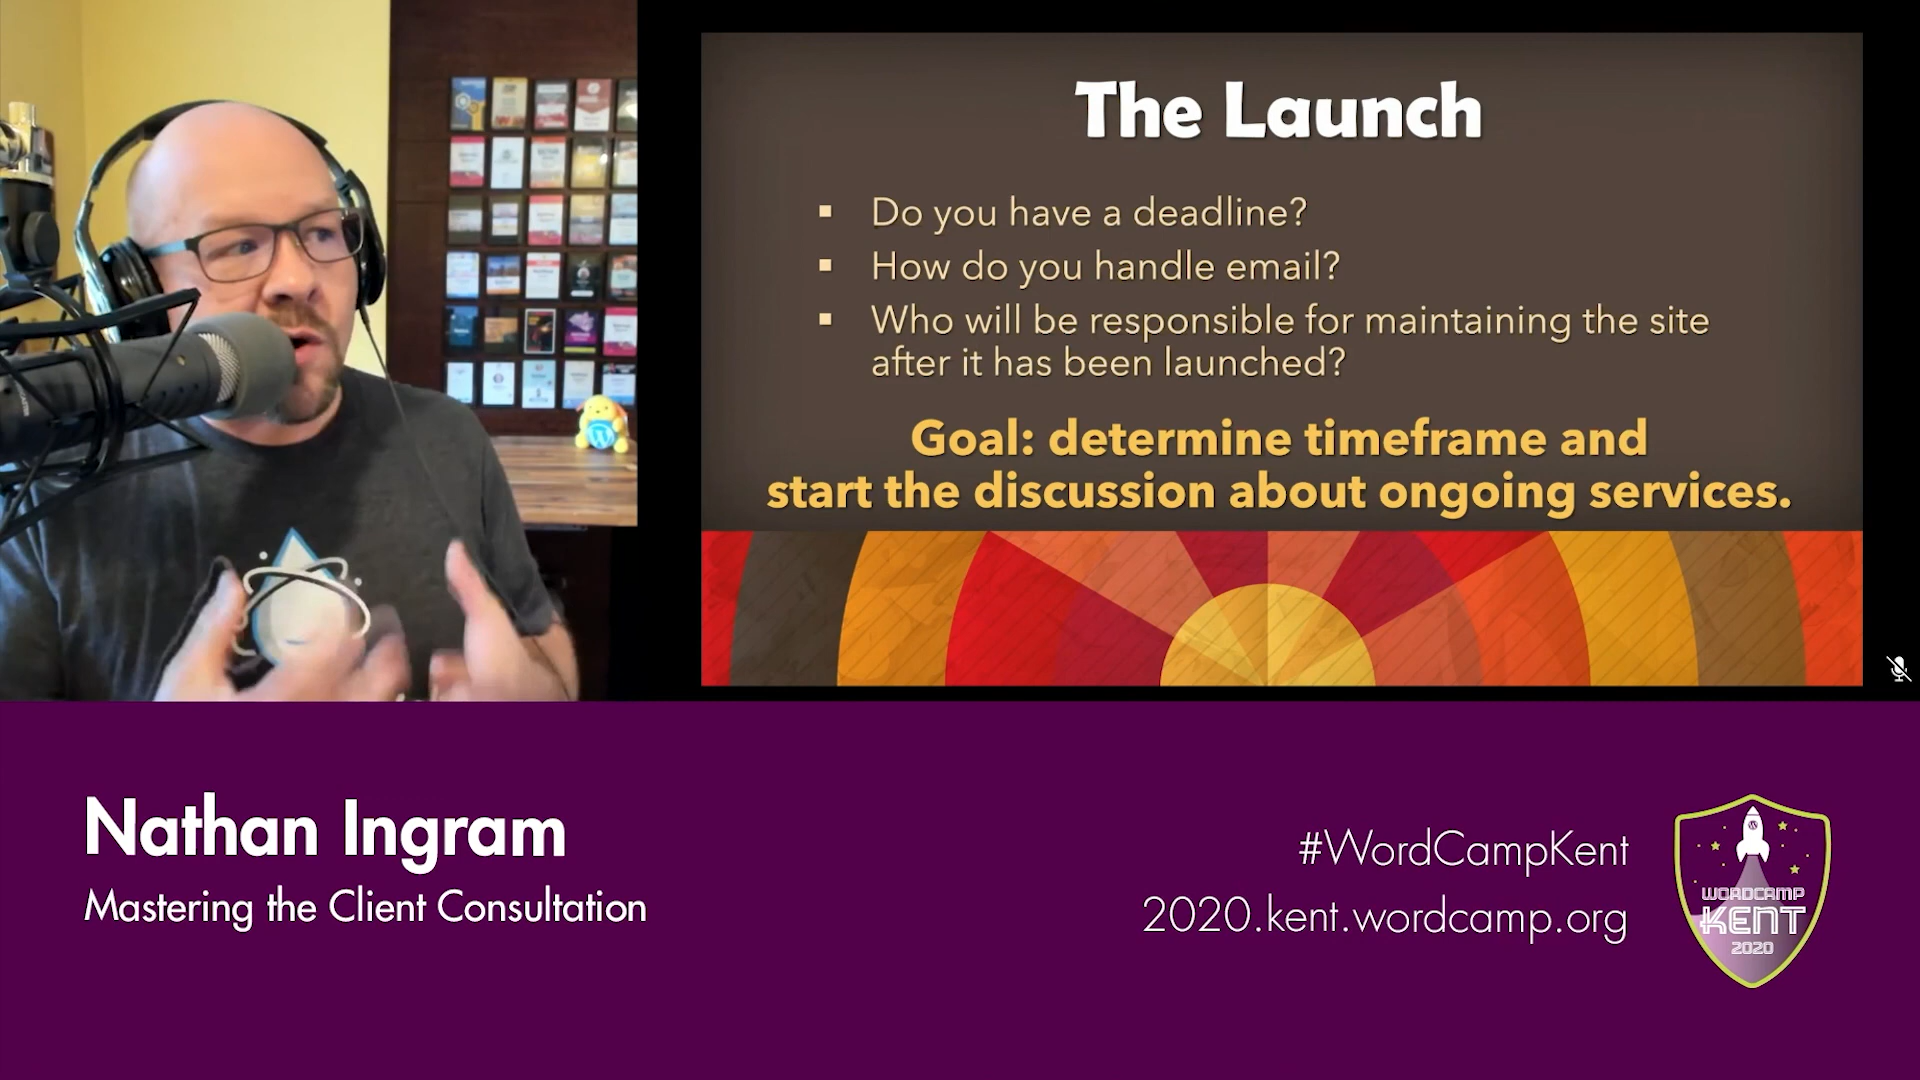 The Launch
▪ Do you have a deadline?
▪ How do you handle email?
▪ Who will be responsible for maintaining the site
after it has been launched?
Goal: determine timeframe and
start the discussion about ongoing services.
Nathan Ingram
Mastering the Client Consultation
#WordCampKent
2020.kent.wordcamp.org
WORDCAMP
KENT
2020